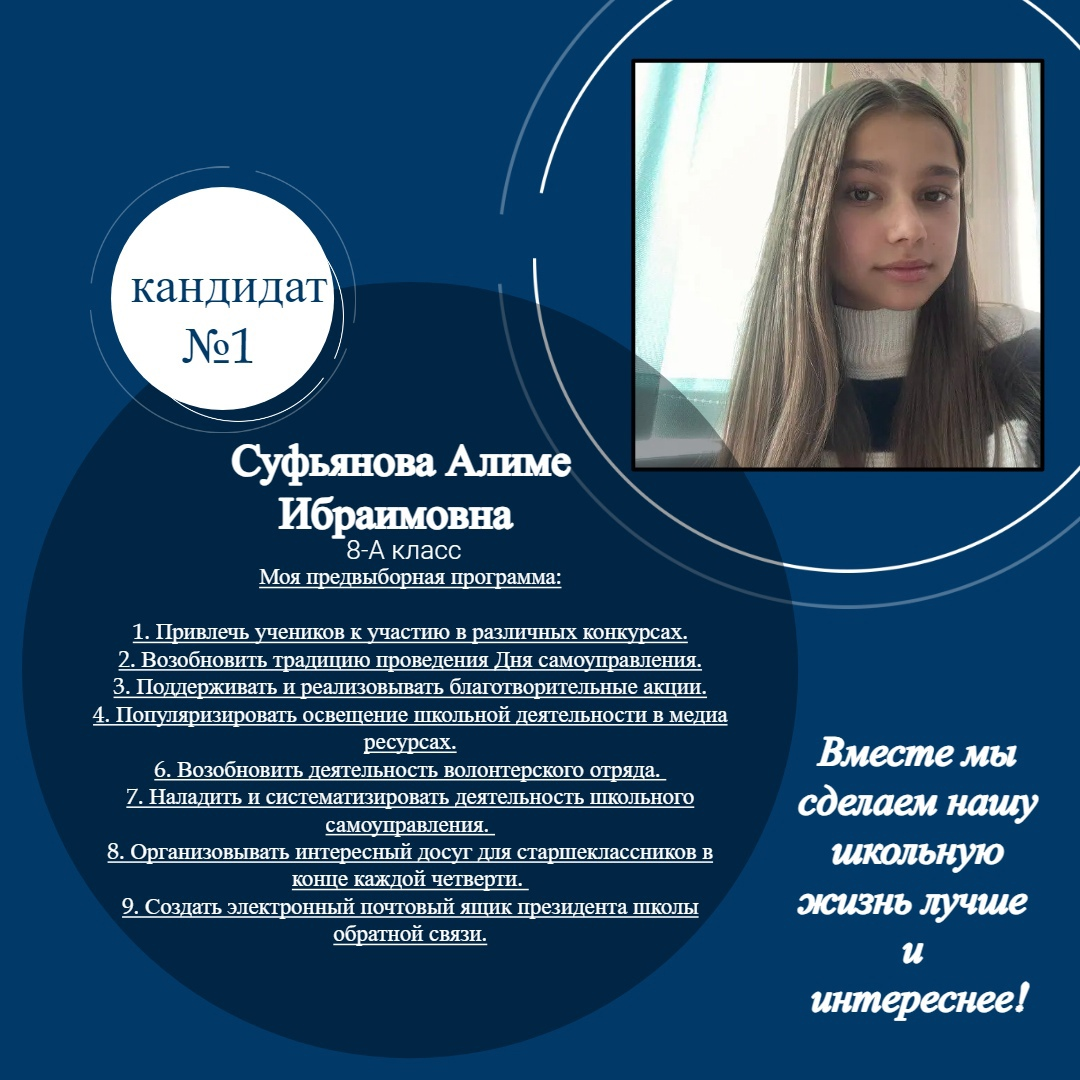 кандидат
№1
Суфьянова Алиме
Ибраимовна
8-А класс
Моя предвыборная программа:
1. Привлечь учеников к участию в различных конкурсах.
2. Возобновить традицию проведения Дня самоуправления.
3. Поддерживать и реализовывать благотворительные акции.
4. Популяризировать освещение школьной деятельности в медиа
ресурсах.
6. Возобновить деятельность волонтерского отряда.
7. Наладить и систематизировать деятельность школьного
самоуправления.
8. Организовывать интересный досуг для старшеклассников в
конце каждой четверти.
9. Создать электронный почтовый ящик президента школы
обратной связи.
Вместе мы
сделаем нашу
школьную
жизнь лучше
и
интереснее!